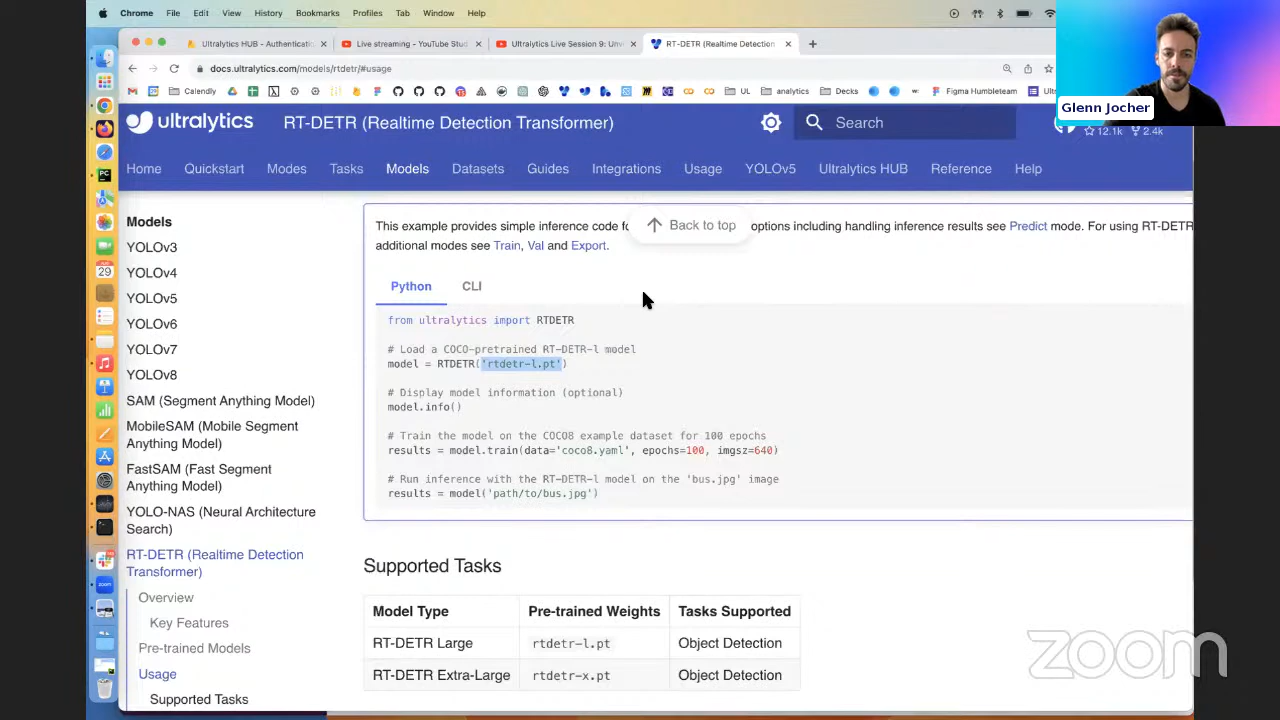 Chrome File Edit View History Bookmarks Profiles Tab Window Help
Ultralytics HUB - Authenticati
Live streaming - YouTube Stud
Ultralytics Live Session 9: Unv
RT-DETR (Realtime Detection
docs.ultralytics.com/models/rtdetr/#usage
Calendly
UL
analytics
Decks
Figma Humbleteam
Glenn Jocher
ultralytics
RT-DETR (Realtime Detection Transformer)
Search
12.1k 2.4k
Home Quickstart Modes Tasks Models Datasets Guides Integrations Usage YOLOv5 Ultralytics HUB Reference Help
Models
YOLOv3
YOLOv4
YOLOv5
YOLOv6
YOLOv7
YOLOv8
SAM (Segment Anything Model)
MobileSAM (Mobile Segment
Anything Model)
FastSAM (Fast Segment
Anything Model)
YOLO-NAS (Neural Architecture
Search)
RT-DETR (Realtime Detection
Transformer)
Overview
Key Features
Pre-trained Models
Usage
Supported Tasks
This example provides simple inference code fo
Back to top
options including handling inference results see Predict mode. For using RT-DETR
additional modes see Train, Val and Export.
Python CLI
from ultralytics import RTDETR
# Load a COCO-pretrained RT-DETR-l model
model = RTDETR('rtdetr-l.pt')
# Display model information (optional)
model.info()
# Train the model on the COCO8 example dataset for 100 epochs
results = model.train(data='coco8.yaml', epochs=100, imgsz=640)
# Run inference with the RT-DETR-l model on the 'bus.jpg' image
results = model('path/to/bus.jpg')
Supported Tasks
Model Type Pre-trained Weights Tasks Supported
RT-DETR Large rtdetr-l.pt Object Detection
RT-DETR Extra-Large rtdetr-x.pt Object Detection
zoom